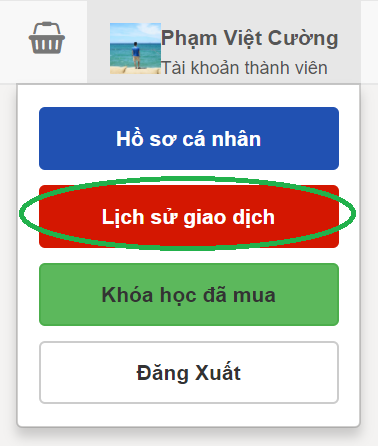 Phạm Việt Cường
Tài khoản thành viên
Hồ sơ cá nhân
Lịch sử giao dịch
Khóa học đã mua
Đăng Xuất